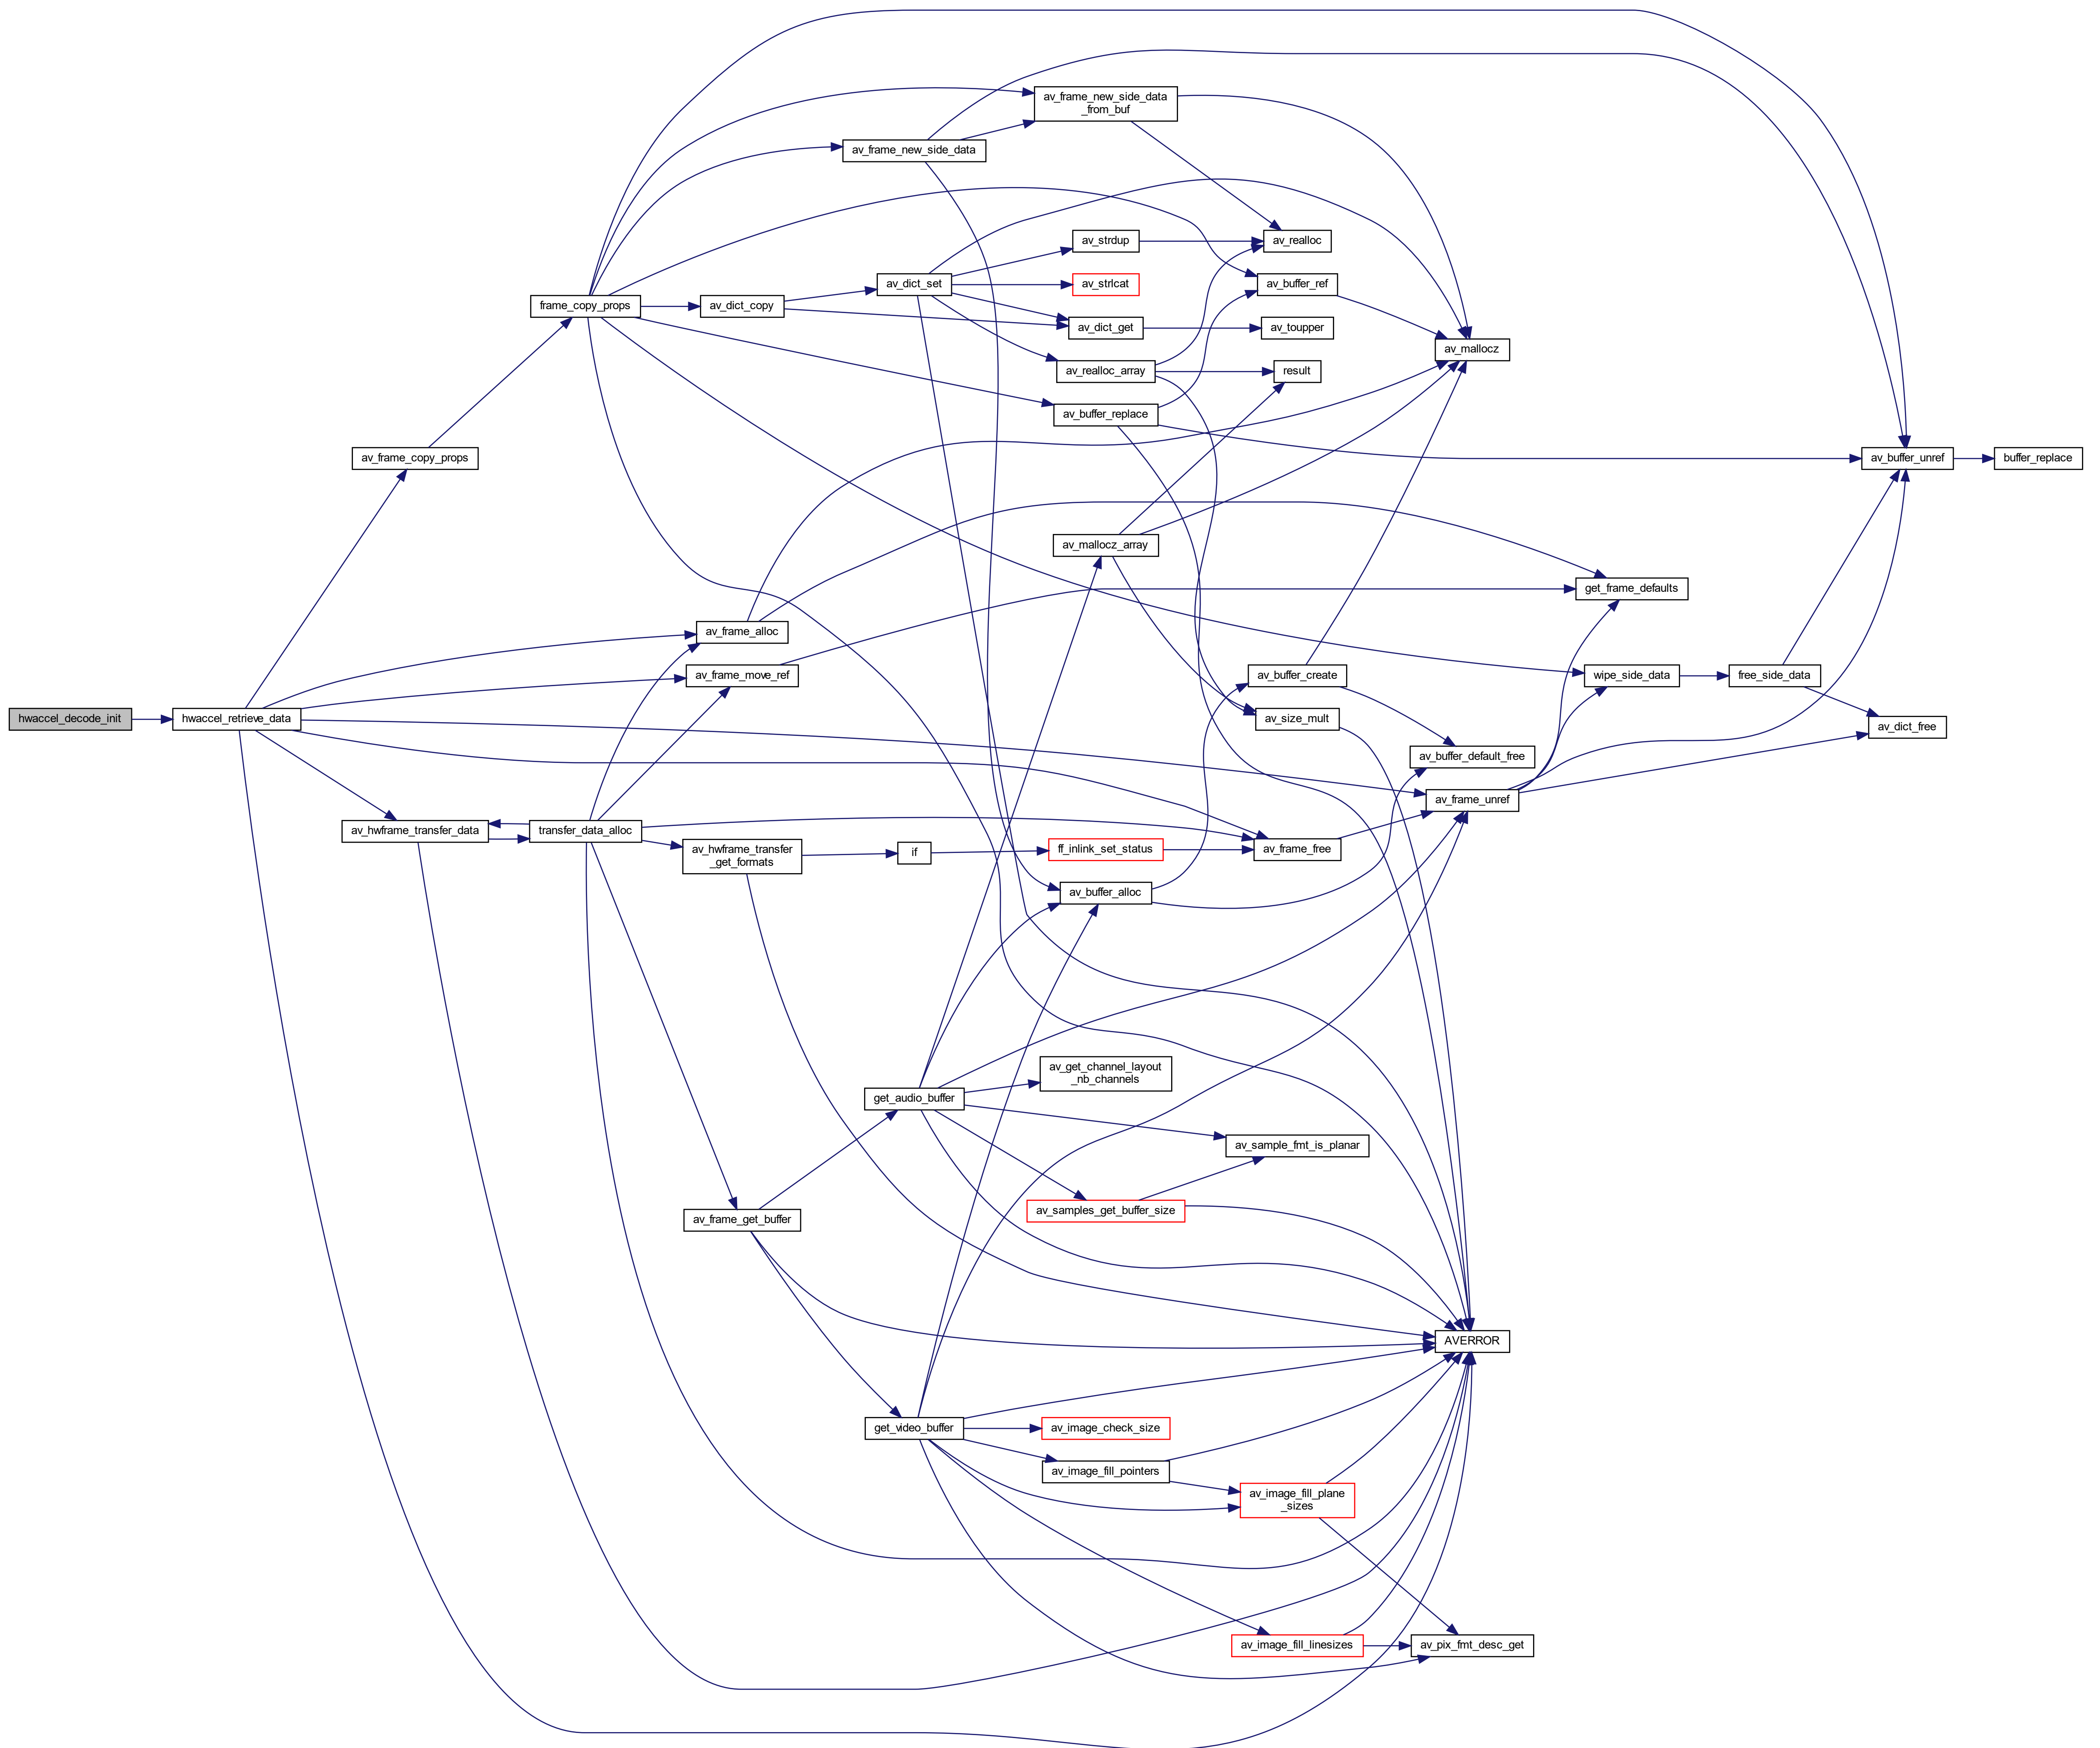 av_frame_new_side_data
_from_buf
av_frame_new_side_data
av_strdup
av_realloc
av_dict_set
av_strlcat
av_buffer_ref
frame_copy_props
av_dict_copy
av_dict_get
av_toupper
av_mallocz
av_realloc_array
result
av_buffer_replace
av_frame_copy_props
av_buffer_unref
buffer_replace
av_mallocz_array
get_frame_defaults
av_frame_alloc
av_frame_move_ref
av_buffer_create
wipe_side_data
free_side_data
hwaccel_decode_init
hwaccel_retrieve_data
av_size_mult
av_dict_free
av_buffer_default_free
av_frame_unref
av_hwframe_transfer_data
transfer_data_alloc
av_hwframe_transfer
_get_formats
if
ff_inlink_set_status
av_frame_free
av_buffer_alloc
av_get_channel_layout
_nb_channels
get_audio_buffer
av_sample_fmt_is_planar
av_samples_get_buffer_size
av_frame_get_buffer
AVERROR
get_video_buffer
av_image_check_size
av_image_fill_pointers
av_image_fill_plane
_sizes
av_image_fill_linesizes
av_pix_fmt_desc_get